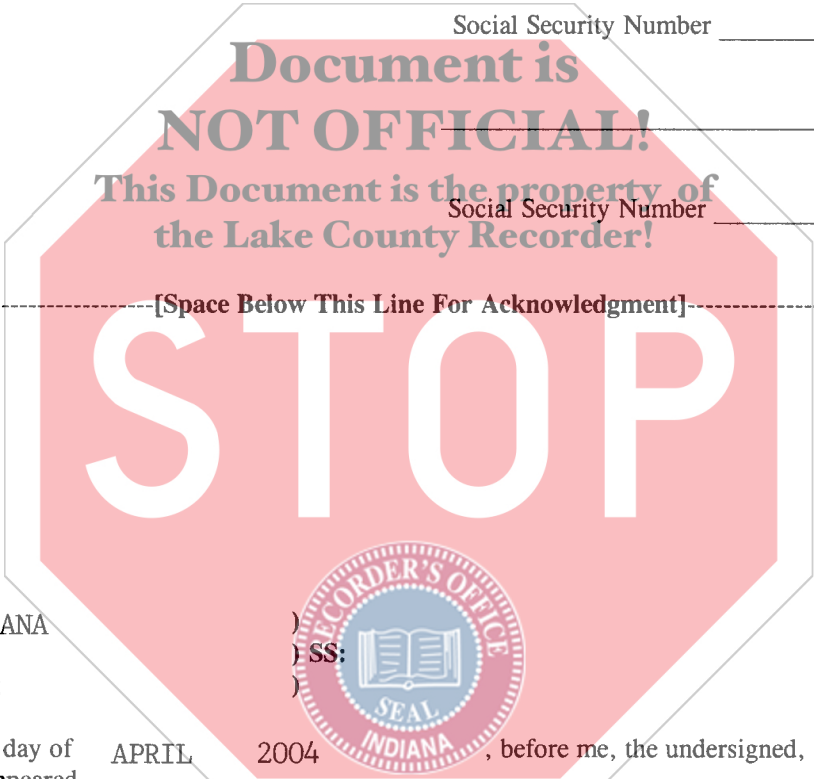 Social Security Number
Document is
NOT OFFICIAL!
This Document is the property of
Social Security Number
the Lake County Recorder!
[Space Below This Line For Acknowledgment]
STOP
RECORDER'S OFFICE
ANA )
) SS:
)
SEAL
INDIANA
day of APRIL 2004 , before me, the undersigned,